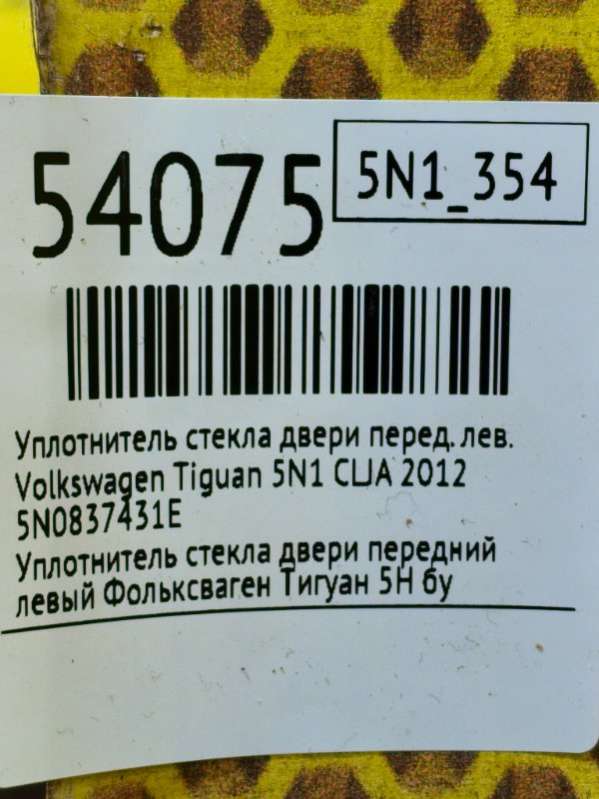 54075
5N1_354
Уплотнитель стекла двери перед. лев.
Volkswagen Tiguan 5N1 CLJA 2012
5N0837431E
Уплотнитель стекла двери передний
левый Фольксваген Тигуан 5Н бу